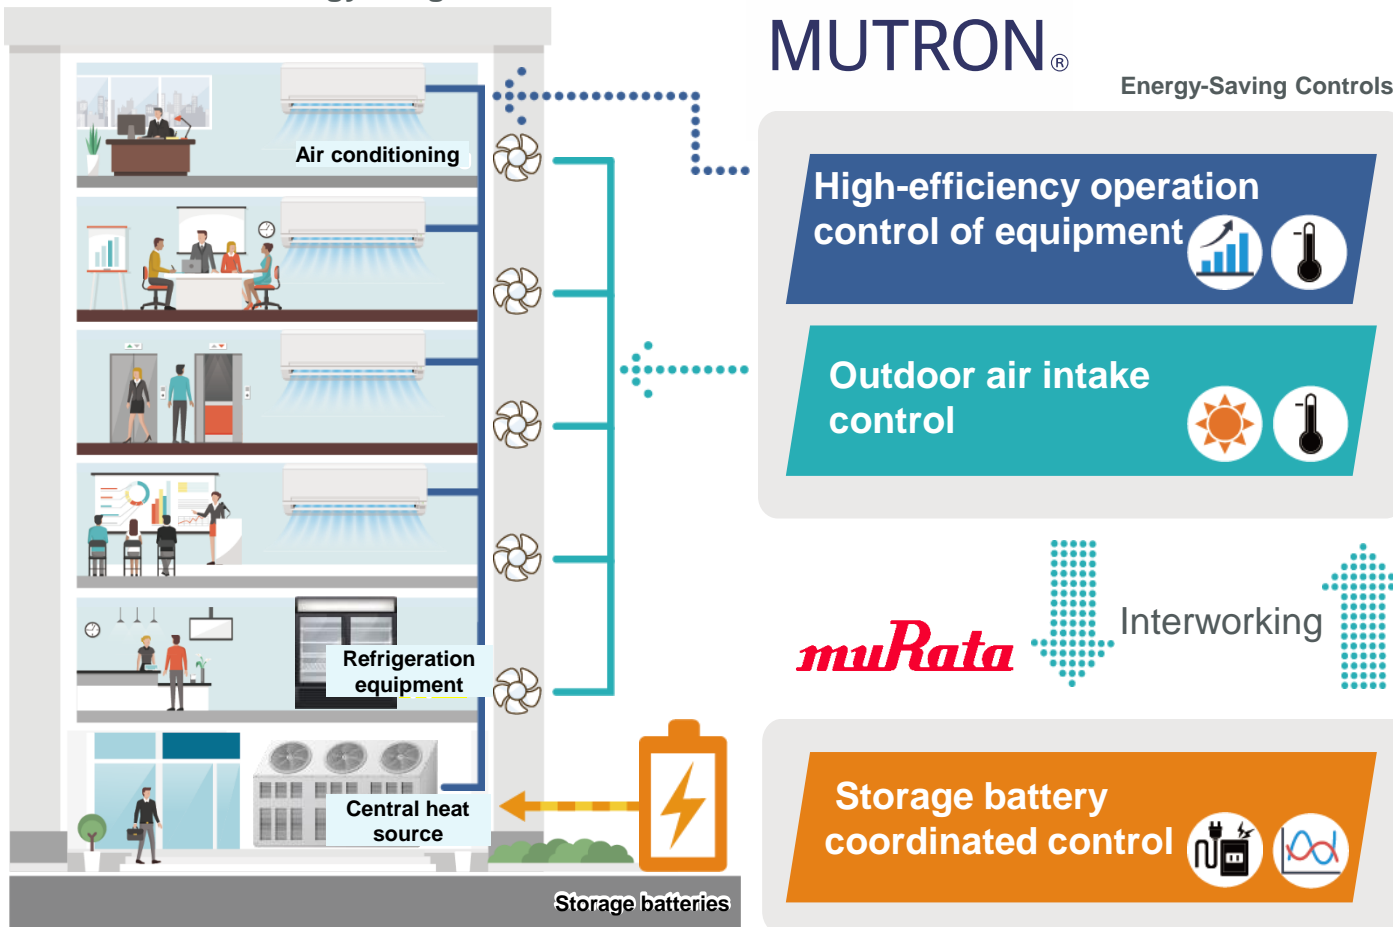 MUTRON®
Energy-Saving Controls
Air conditioning
High-efficiency operation
control of equipment
Outdoor air intake
control
muRata
Interworking
Refrigeration
equipment
Central heat
source
Storage battery
coordinated control
Storage batteries